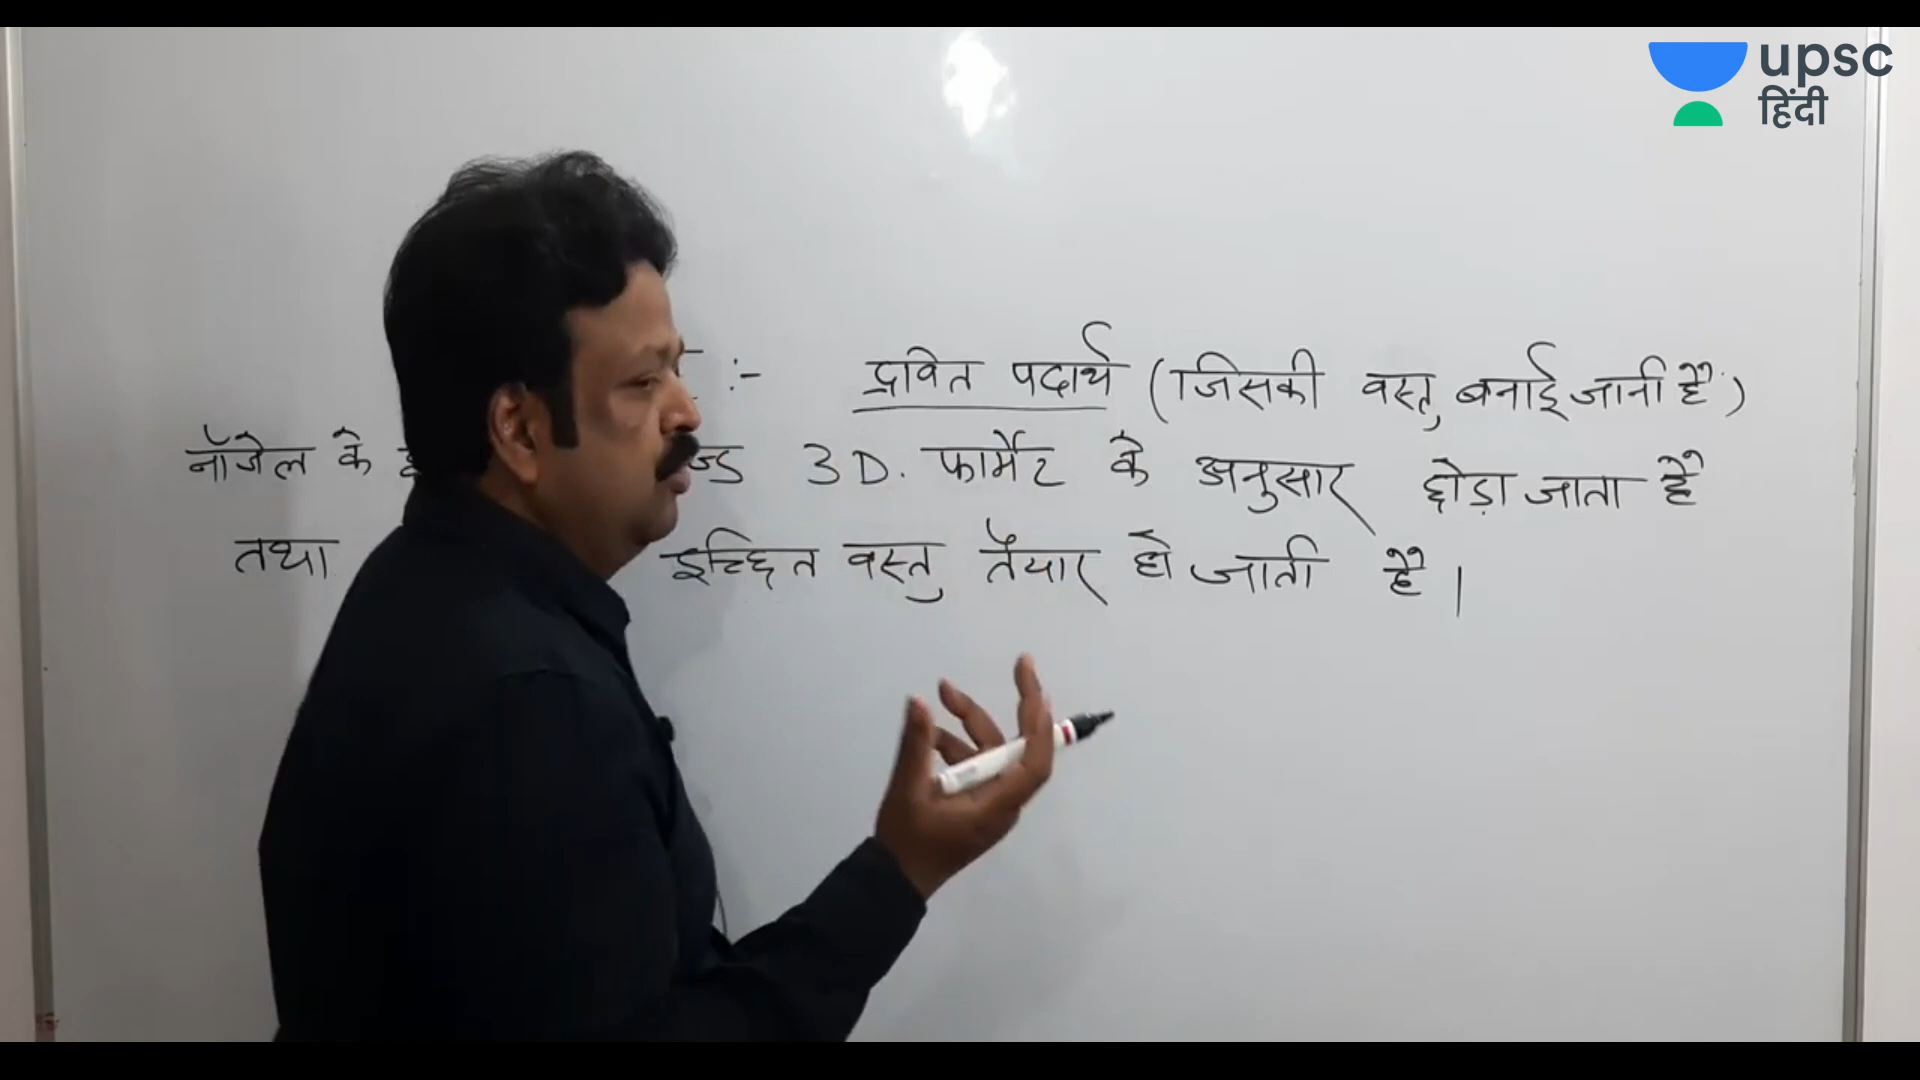 upsc
हिंदी
:- द्रवित पदार्थ (जिसकी वस्तु बनाई जानी है)
नॉजेल के 3D. फार्मेट के अनुसार छोड़ा जाता है
तथा इच्छित वस्तु तैयार हो जाती है।